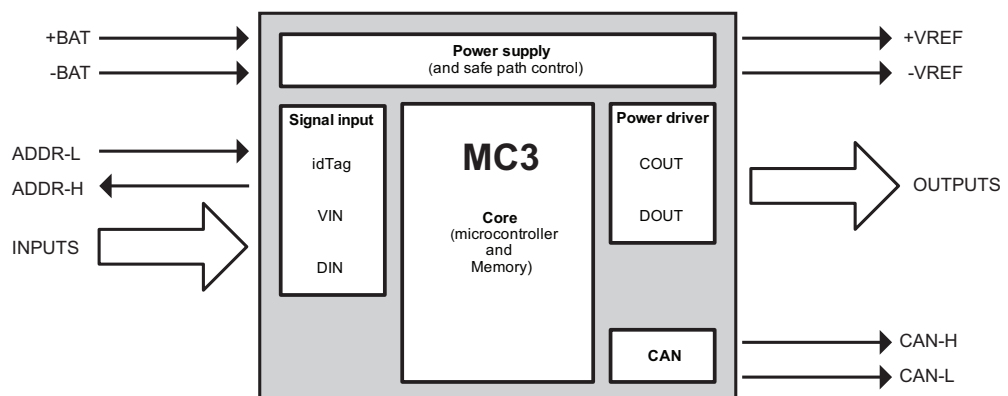 +BAT
-BAT
ADDR-L
ADDR-H
INPUTS
Power supply
(and safe path control)
Signal input
idTag
VIN
DIN
MC3
Core
(microcontroller
and
Memory)
Power driver
COUT
DOUT
CAN
+VREF
-VREF
OUTPUTS
CAN-H
CAN-L